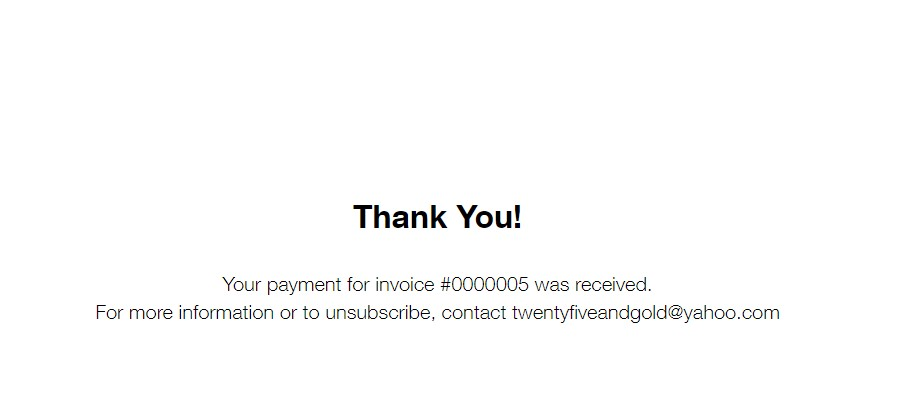 Thank You!
Your payment for invoice #0000005 was received.
For more information or to unsubscribe, contact twentyfiveandgold@yahoo.com